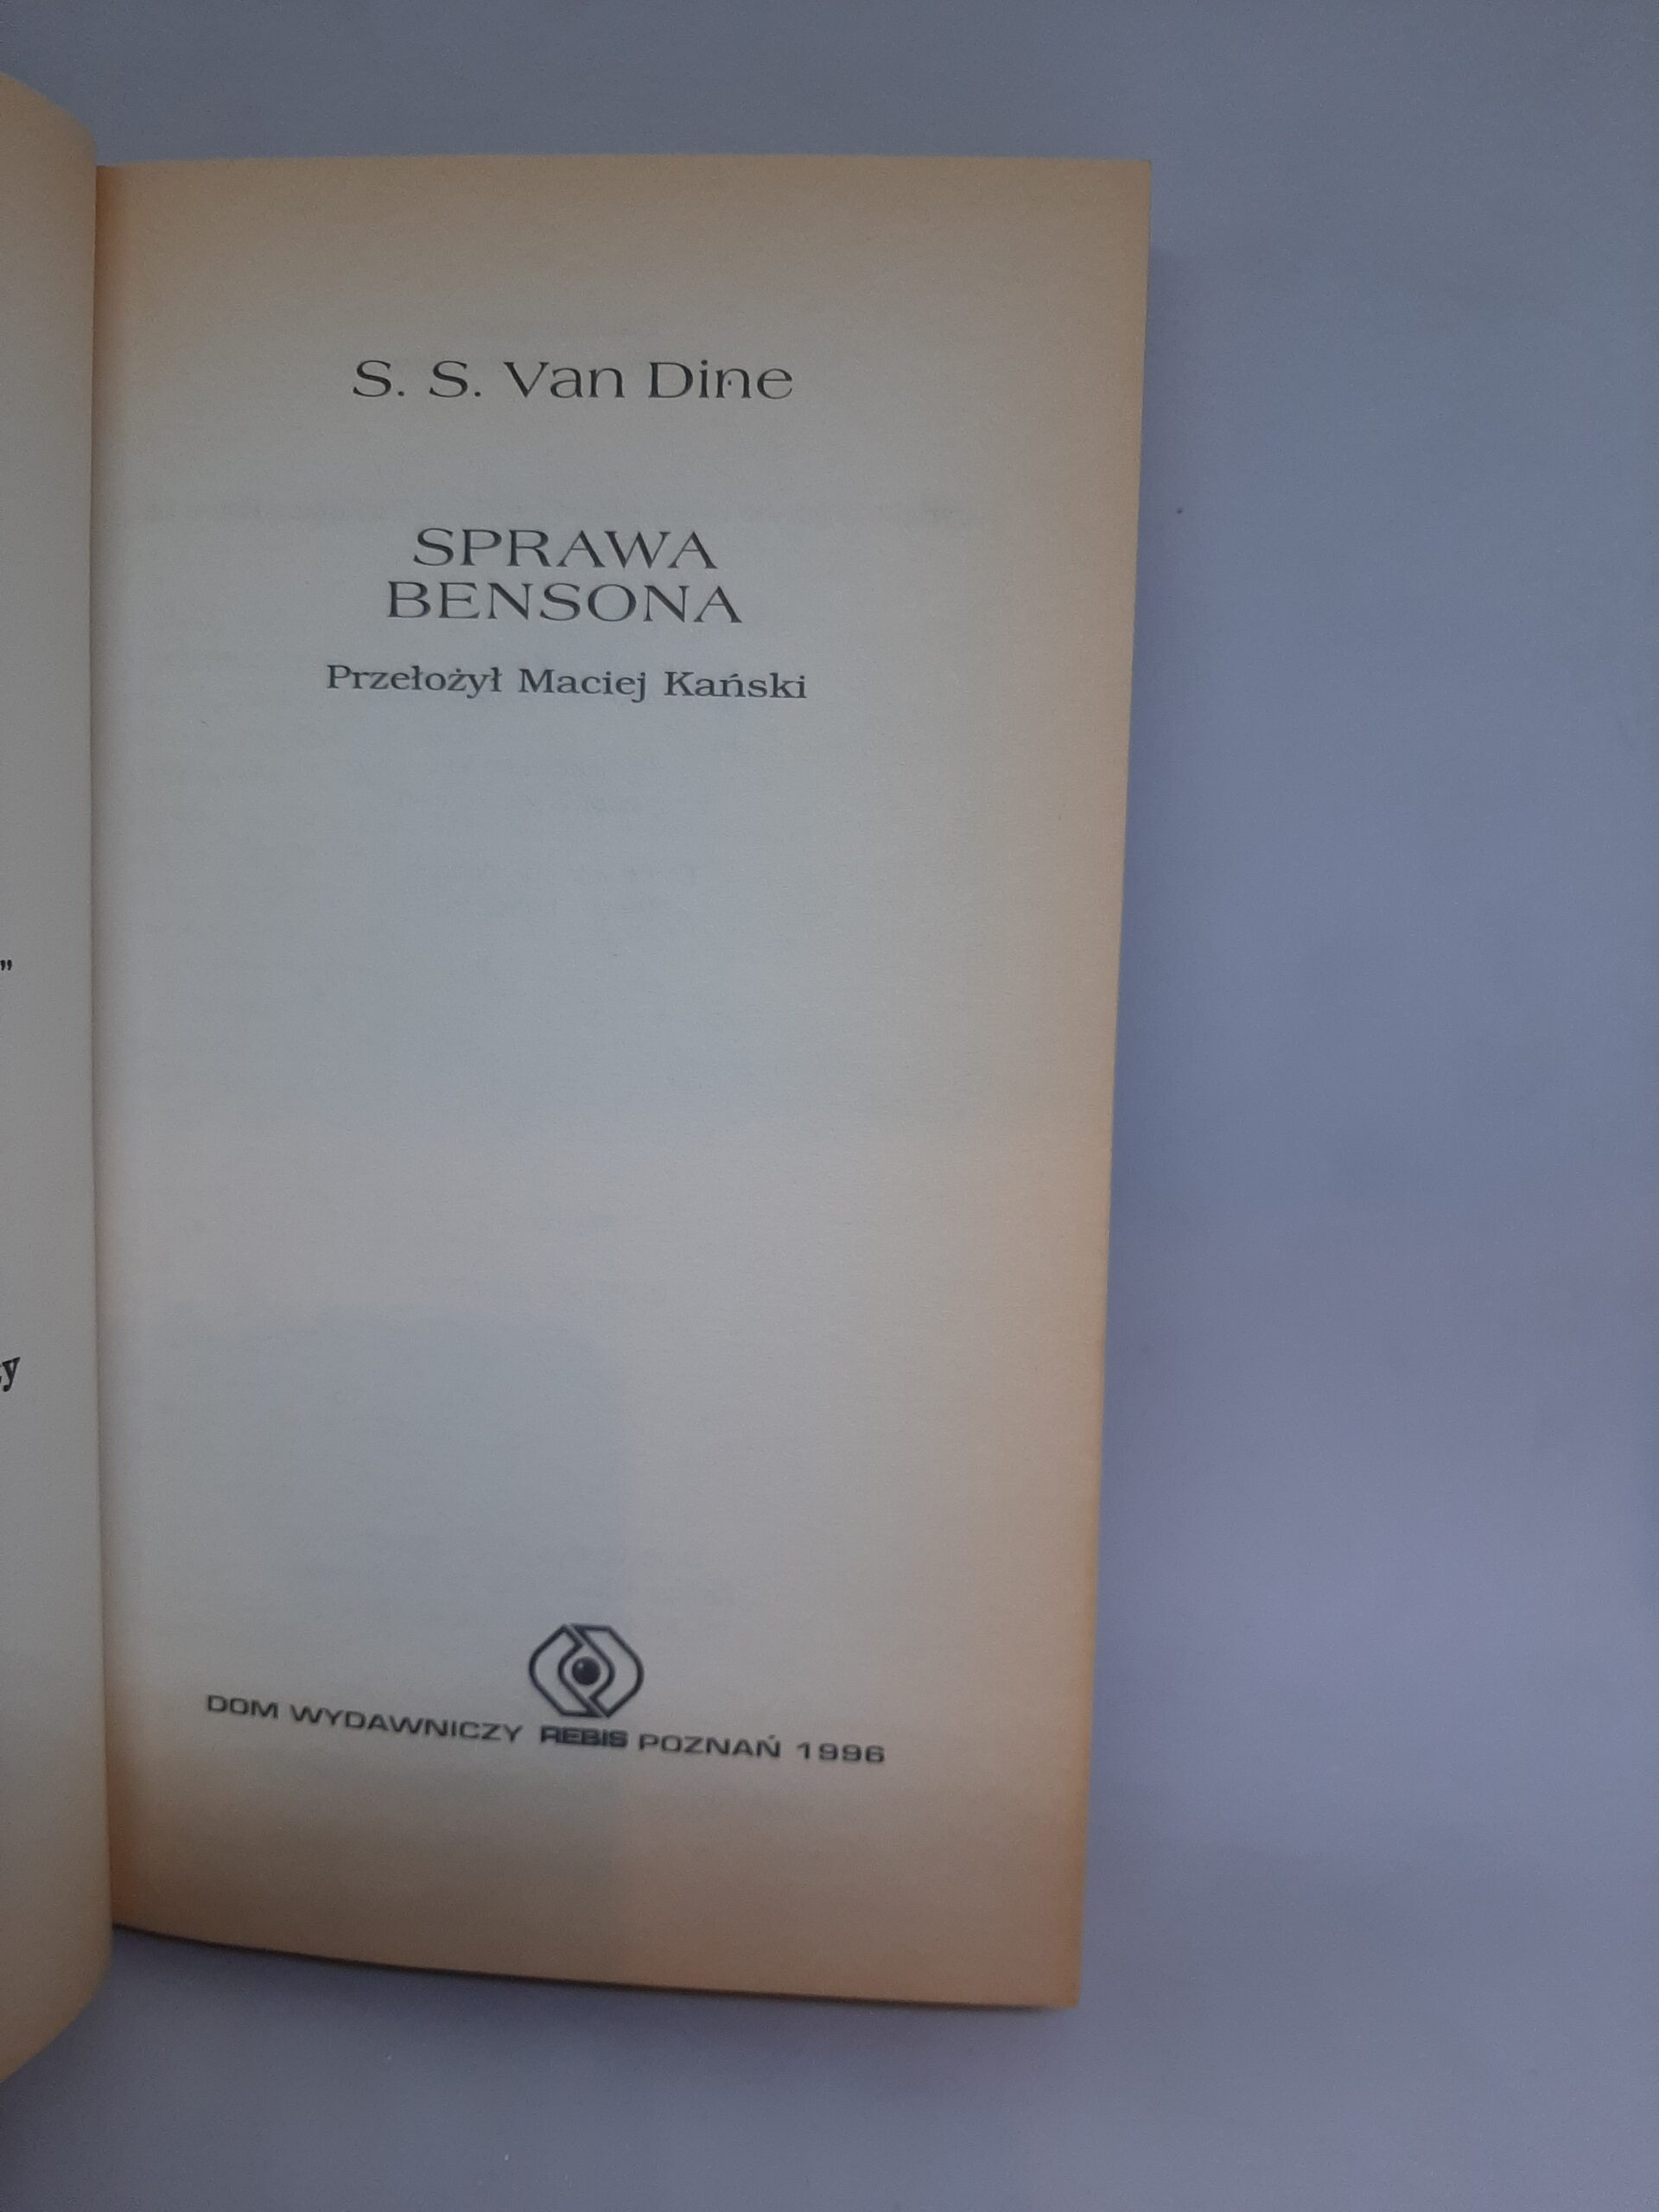 S. S. Van Dine
SPRAWA
BENSONA
Przełożył Maciej Kański
DOM WYDAWNICZY REBIS POZNAŃ 1996
”